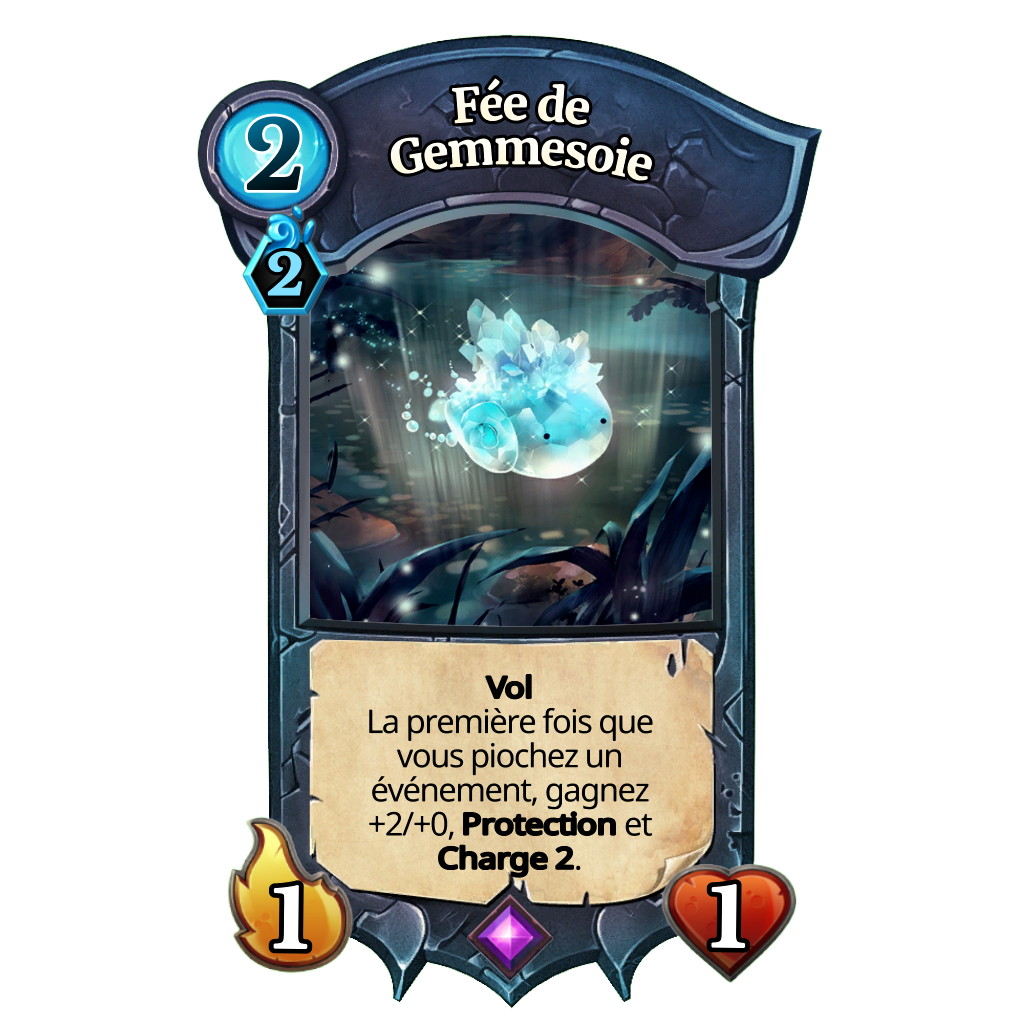 2
Fée de
Gemmesoie
2
Vol
La première fois que
vous piochez un
événement, gagnez
+2/+0, Protection et
Charge 2.
1
1